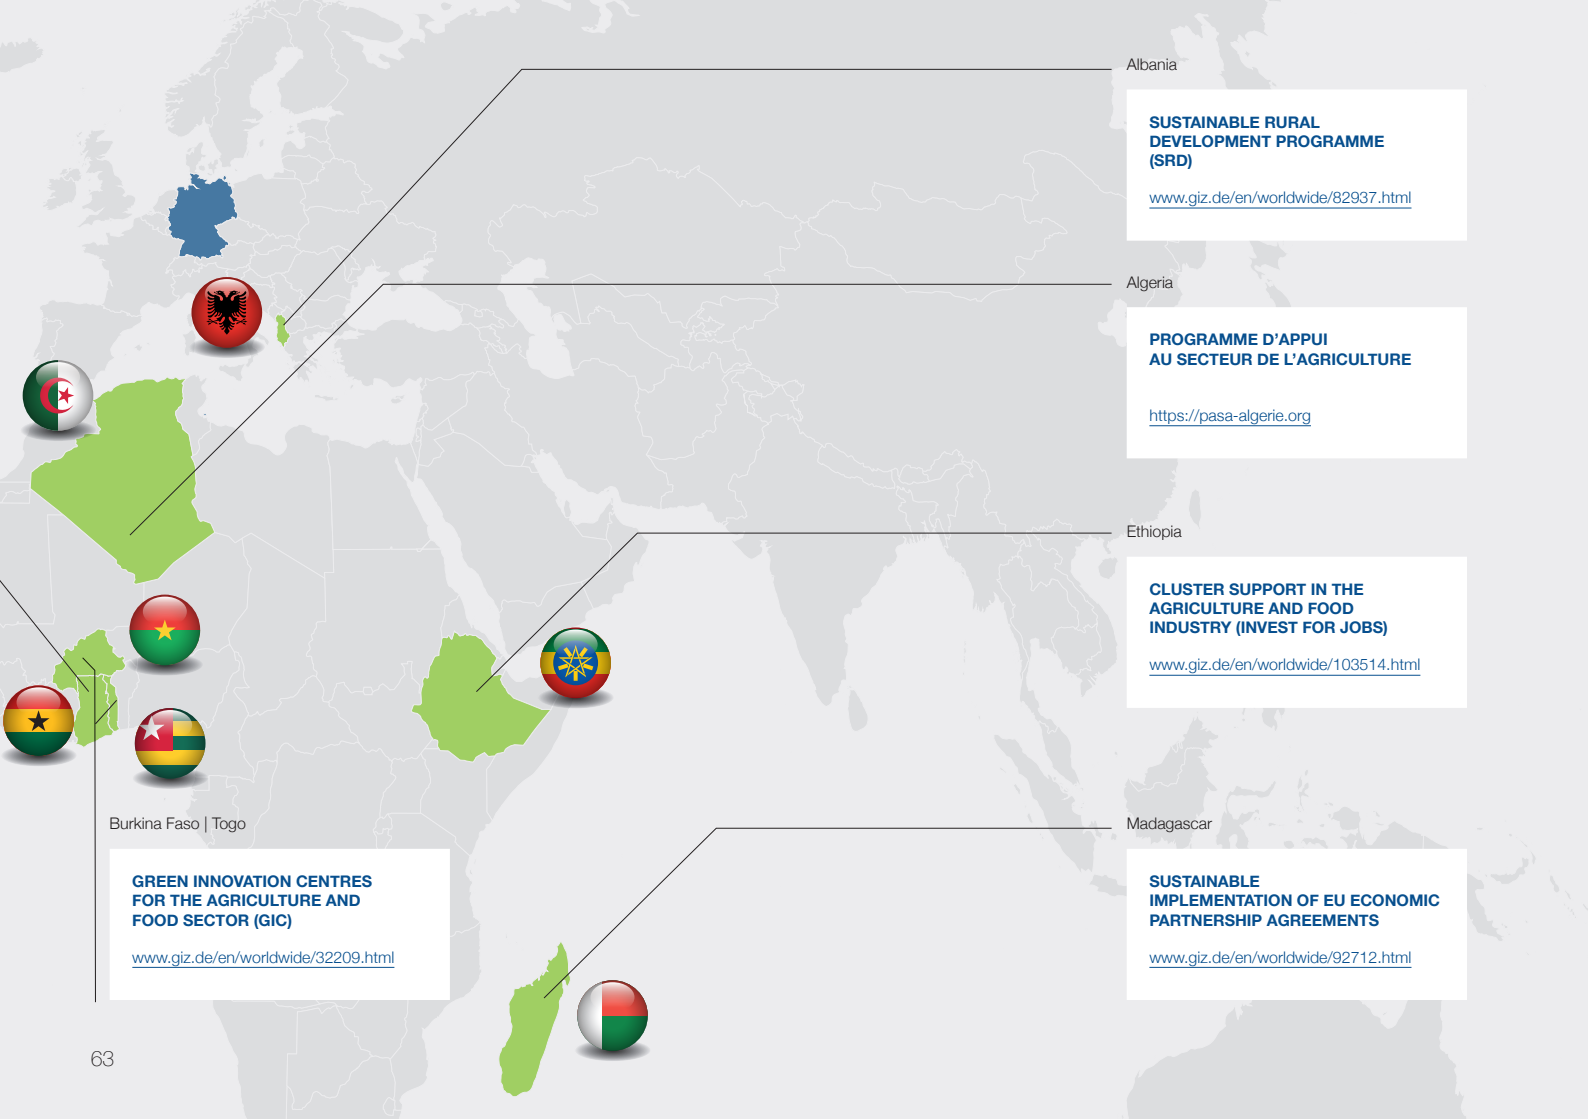 Albania
SUSTAINABLE RURAL
DEVELOPMENT PROGRAMME
(SRD)
www.giz.de/en/worldwide/82937.html
Algeria
PROGRAMME D’APPUI
AU SECTEUR DE L’AGRICULTURE
https://pasa-algerie.org
Ethiopia
CLUSTER SUPPORT IN THE
AGRICULTURE AND FOOD
INDUSTRY (INVEST FOR JOBS)
www.giz.de/en/worldwide/103514.html
Burkina Faso | Togo
GREEN INNOVATION CENTRES
FOR THE AGRICULTURE AND
FOOD SECTOR (GIC)
www.giz.de/en/worldwide/32209.html
Madagascar
SUSTAINABLE
IMPLEMENTATION OF EU ECONOMIC
PARTNERSHIP AGREEMENTS
www.giz.de/en/worldwide/92712.html
63